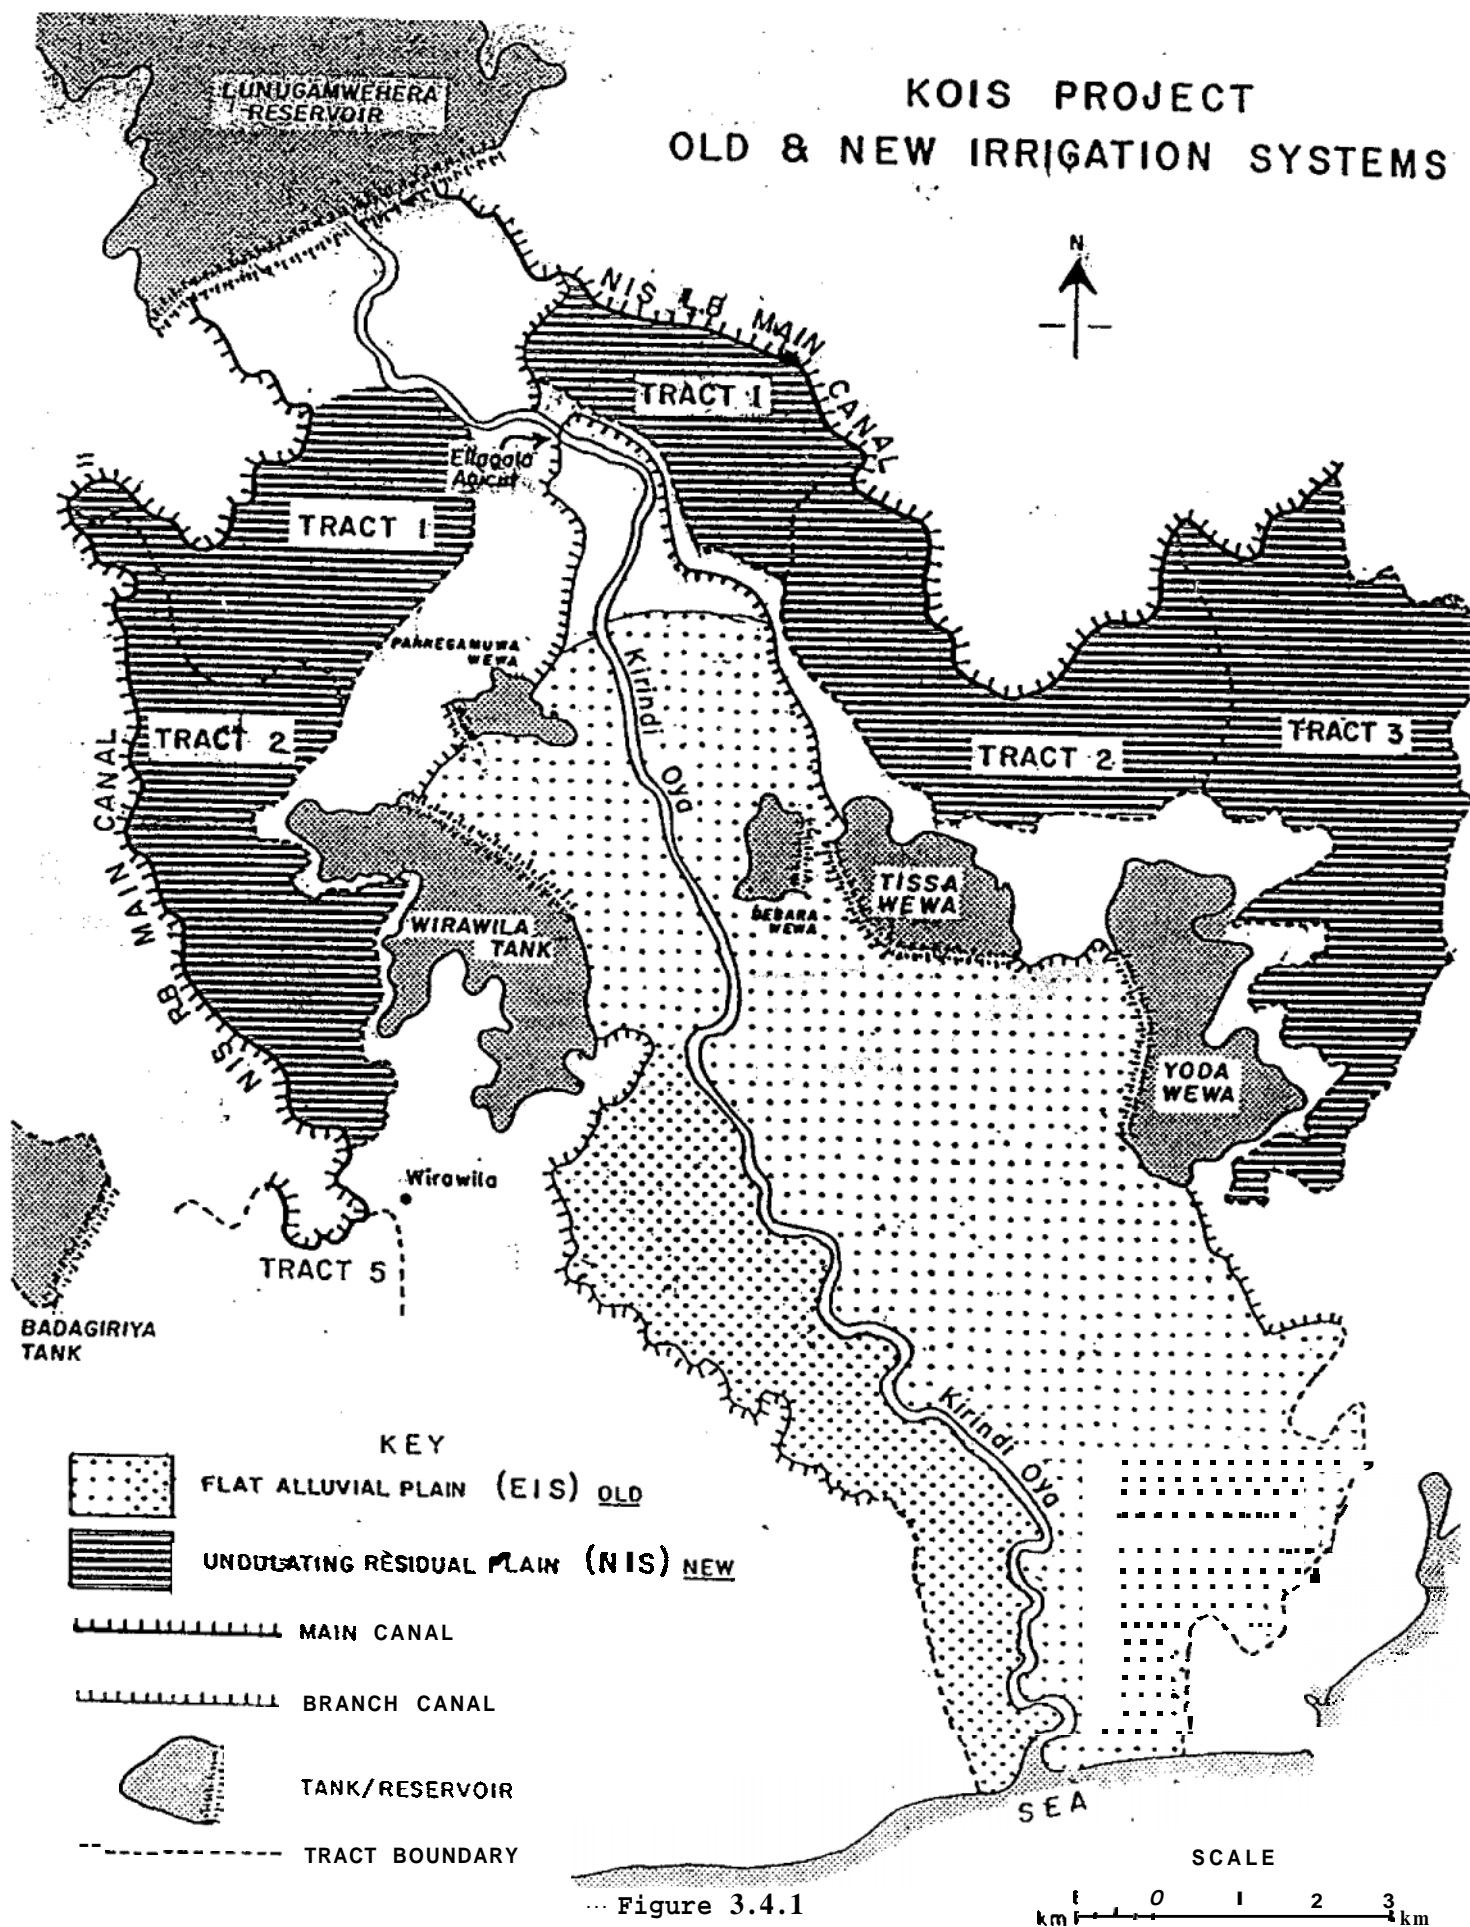 KOIS PROJECT
OLD & NEW IRRIGATION SYSTEMS
LUNUGAMWEHERA
RESERVOIR
N
NIS LB MAIN CANAL
TRACT 1
Ellagala
Anicut
TRACT 1
PANNEGAMUWA
WEWA
Kirindi Oya
TRACT 2
TRACT 3
TRACT 2
NIS RB MAIN CANAL
TISSA
WEWA
DEBARA
WEWA
WIRAWILA
TANK
YODA
WEWA
Wirawila
TRACT 5
BADAGIRIYA
TANK
Kirindi Oya
KEY
FLAT ALLUVIAL PLAIN (EIS) OLD
UNDULATING RESIDUAL PLAIN (NIS) NEW
MAIN CANAL
BRANCH CANAL
TANK/RESERVOIR
TRACT BOUNDARY
SEA
SCALE
1 0 1 2 3
km km
Figure 3.4.1